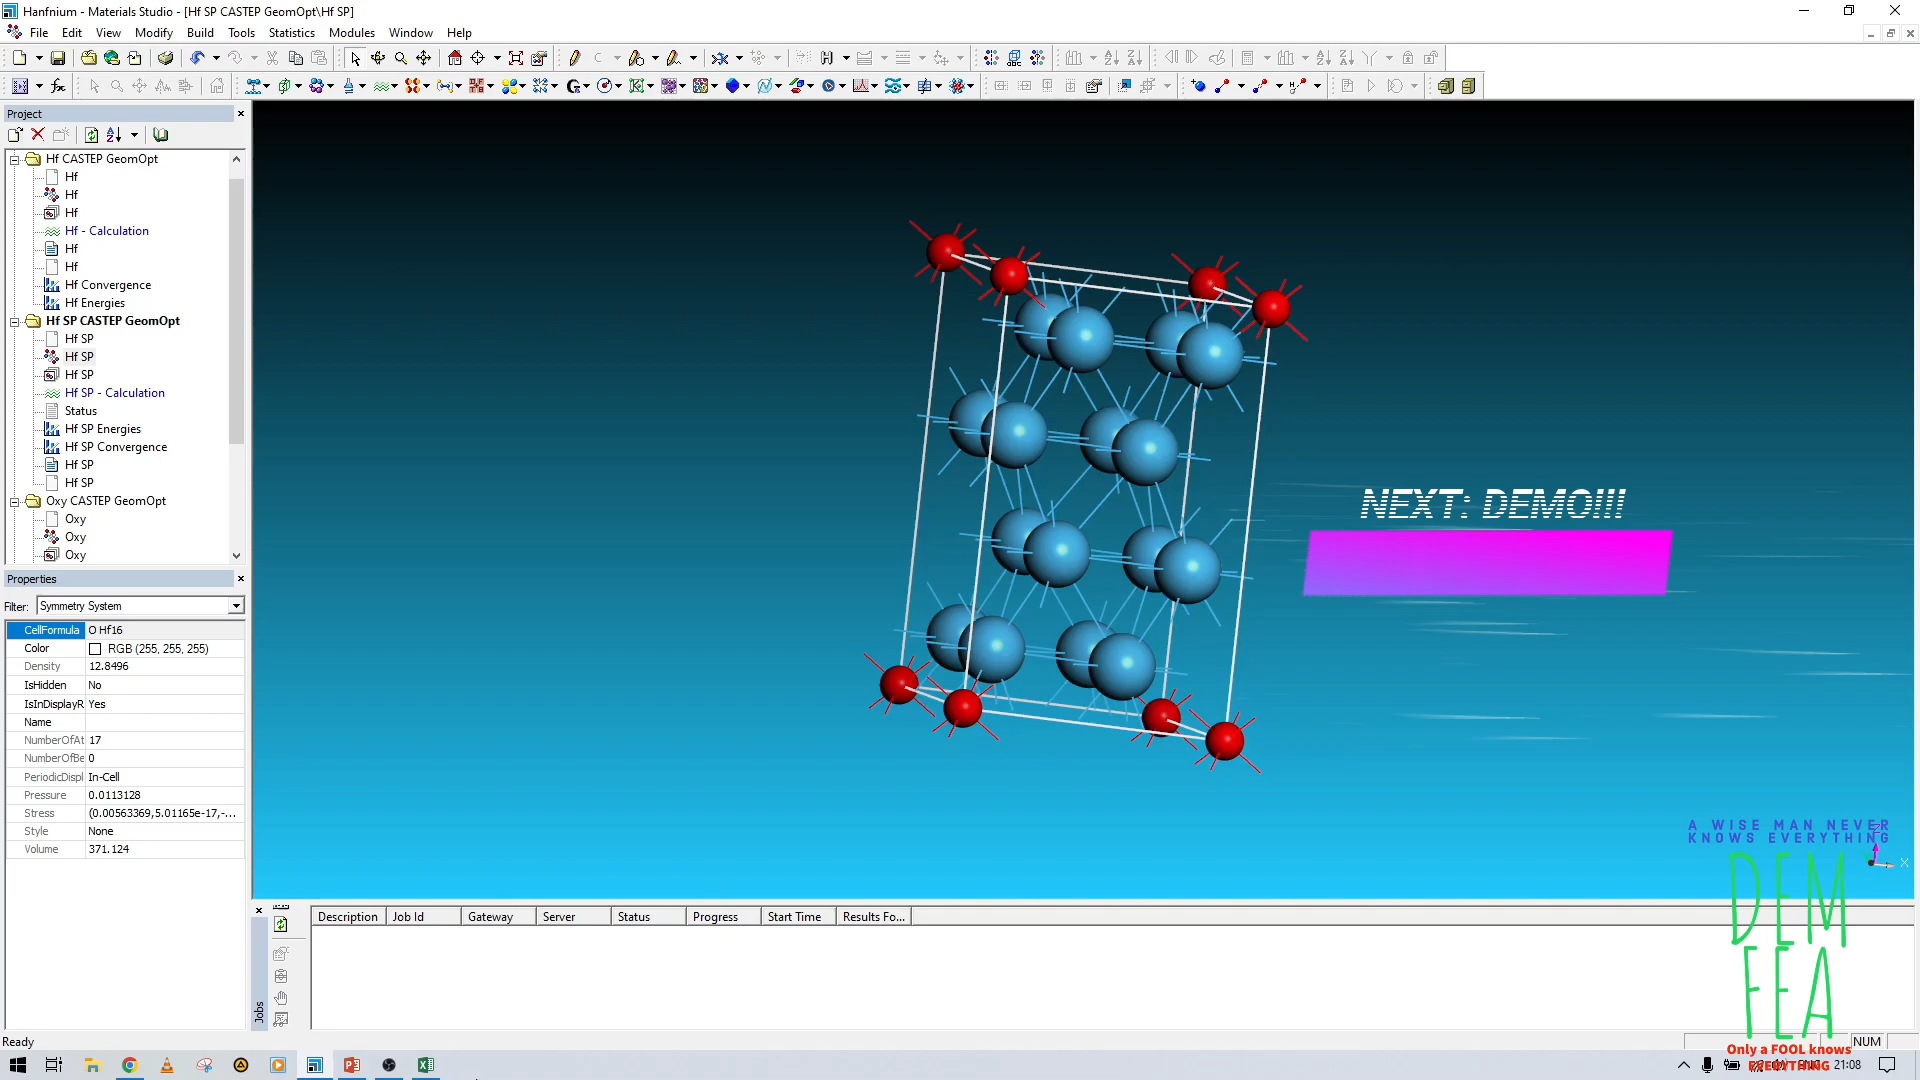 Hanfnium - Materials Studio - [Hf SP CASTEP GeomOpt\Hf SP]
File Edit View Modify Build Tools Statistics Modules Window Help
Project
Hf CASTEP GeomOpt
Hf
Hf
Hf
Hf - Calculation
Hf
Hf
Hf Convergence
Hf Energies
Hf SP CASTEP GeomOpt
Hf SP
Hf SP
Hf SP
Hf SP - Calculation
Status
Hf SP Energies
Hf SP Convergence
Hf SP
Hf SP
Oxy CASTEP GeomOpt
Oxy
Oxy
Oxy
Properties
Filter: Symmetry System
CellFormula O Hf16
Color RGB (255, 255, 255)
Density 12.8496
IsHidden No
IsInDisplayR Yes
Name
NumberOfAt 17
NumberOfBe 0
PeriodicDispl In-Cell
Pressure 0.0113128
Stress (0.00563369,5.01165e-17,-...
Style None
Volume 371.124
NEXT: DEMO!!!
A WISE MAN NEVER
KNOWS EVERYTHING
DEM
FEA
Only a FOOL knows
EVERYTHING
Z
X
Jobs
Description Job Id Gateway Server Status Progress Start Time Results Fo...
Ready
NUM
21:08